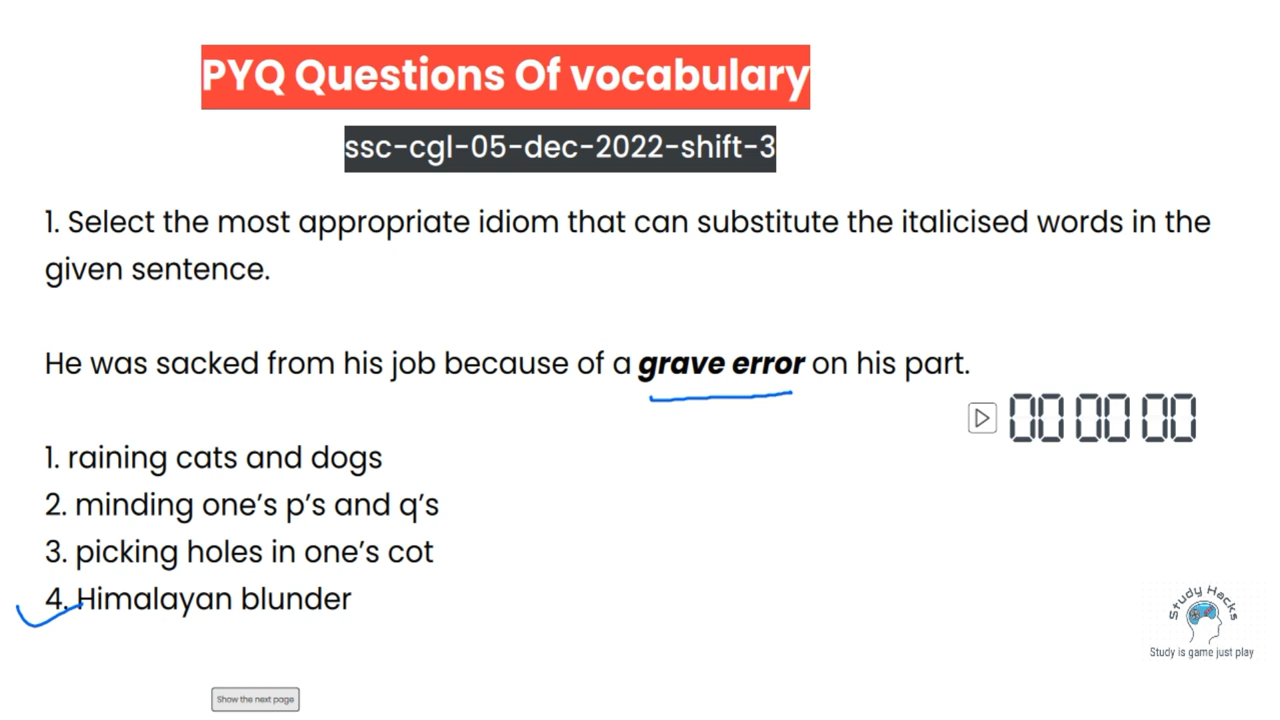 PYQ Questions Of vocabulary
ssc-cgl-05-dec-2022-shift-3
1. Select the most appropriate idiom that can substitute the italicised words in the
given sentence.
He was sacked from his job because of a grave error on his part.
00 00 00
1. raining cats and dogs
2. minding one’s p’s and q’s
3. picking holes in one’s cot
4. Himalayan blunder
Study Hacks
Study is game just play
Show the next page